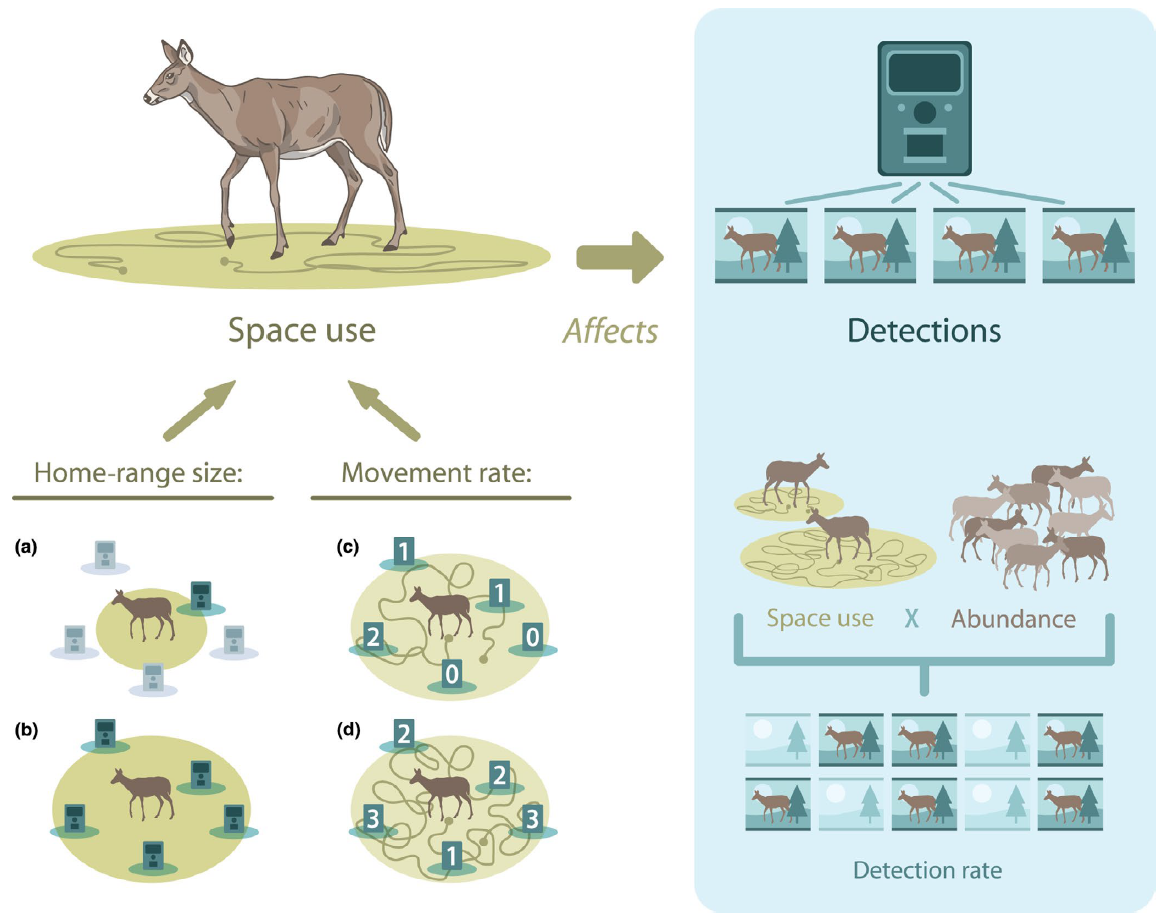 Space use
Affects
Detections
Home-range size:
Movement rate:
(a)
(b)
(c)
1
1
2
0
0
(d)
2
2
3
3
1
Space use X Abundance
Detection rate